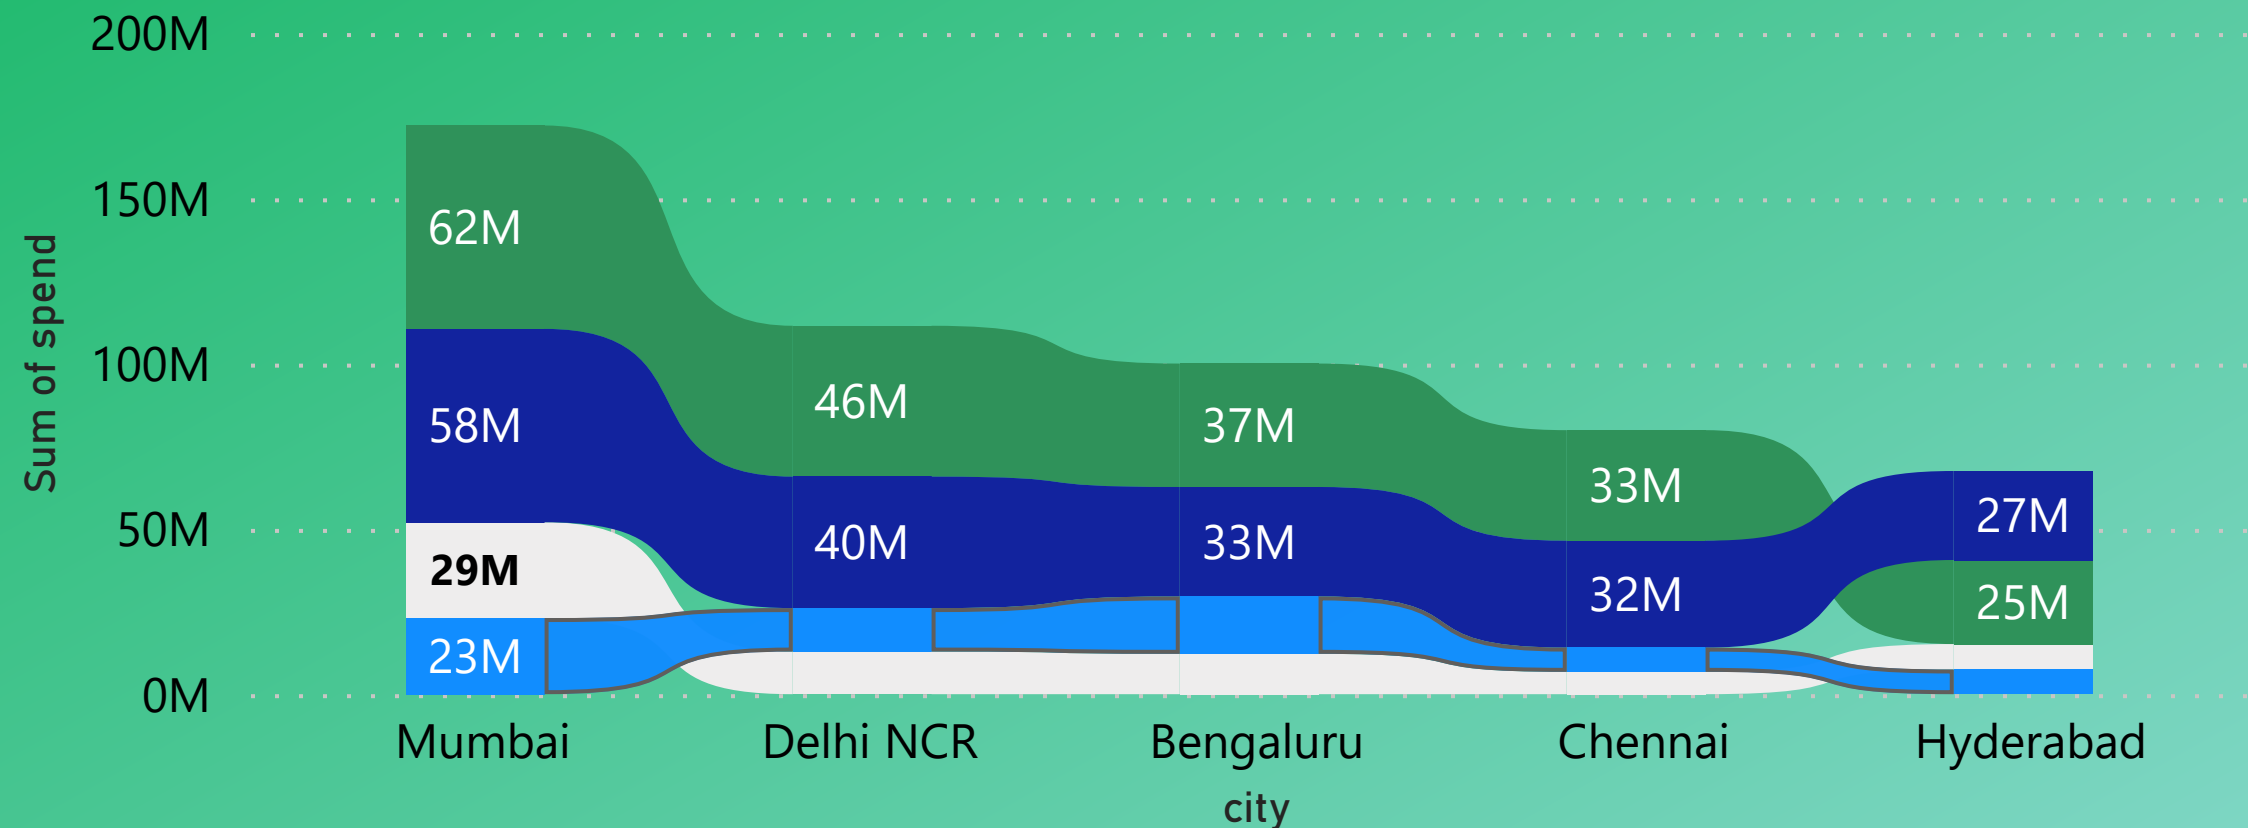 200M
150M
100M
50M
0M
Sum of spend
62M
58M
29M
23M
46M
40M
37M
33M
33M
32M
27M
25M
Mumbai
Delhi NCR
Bengaluru
Chennai
Hyderabad
city